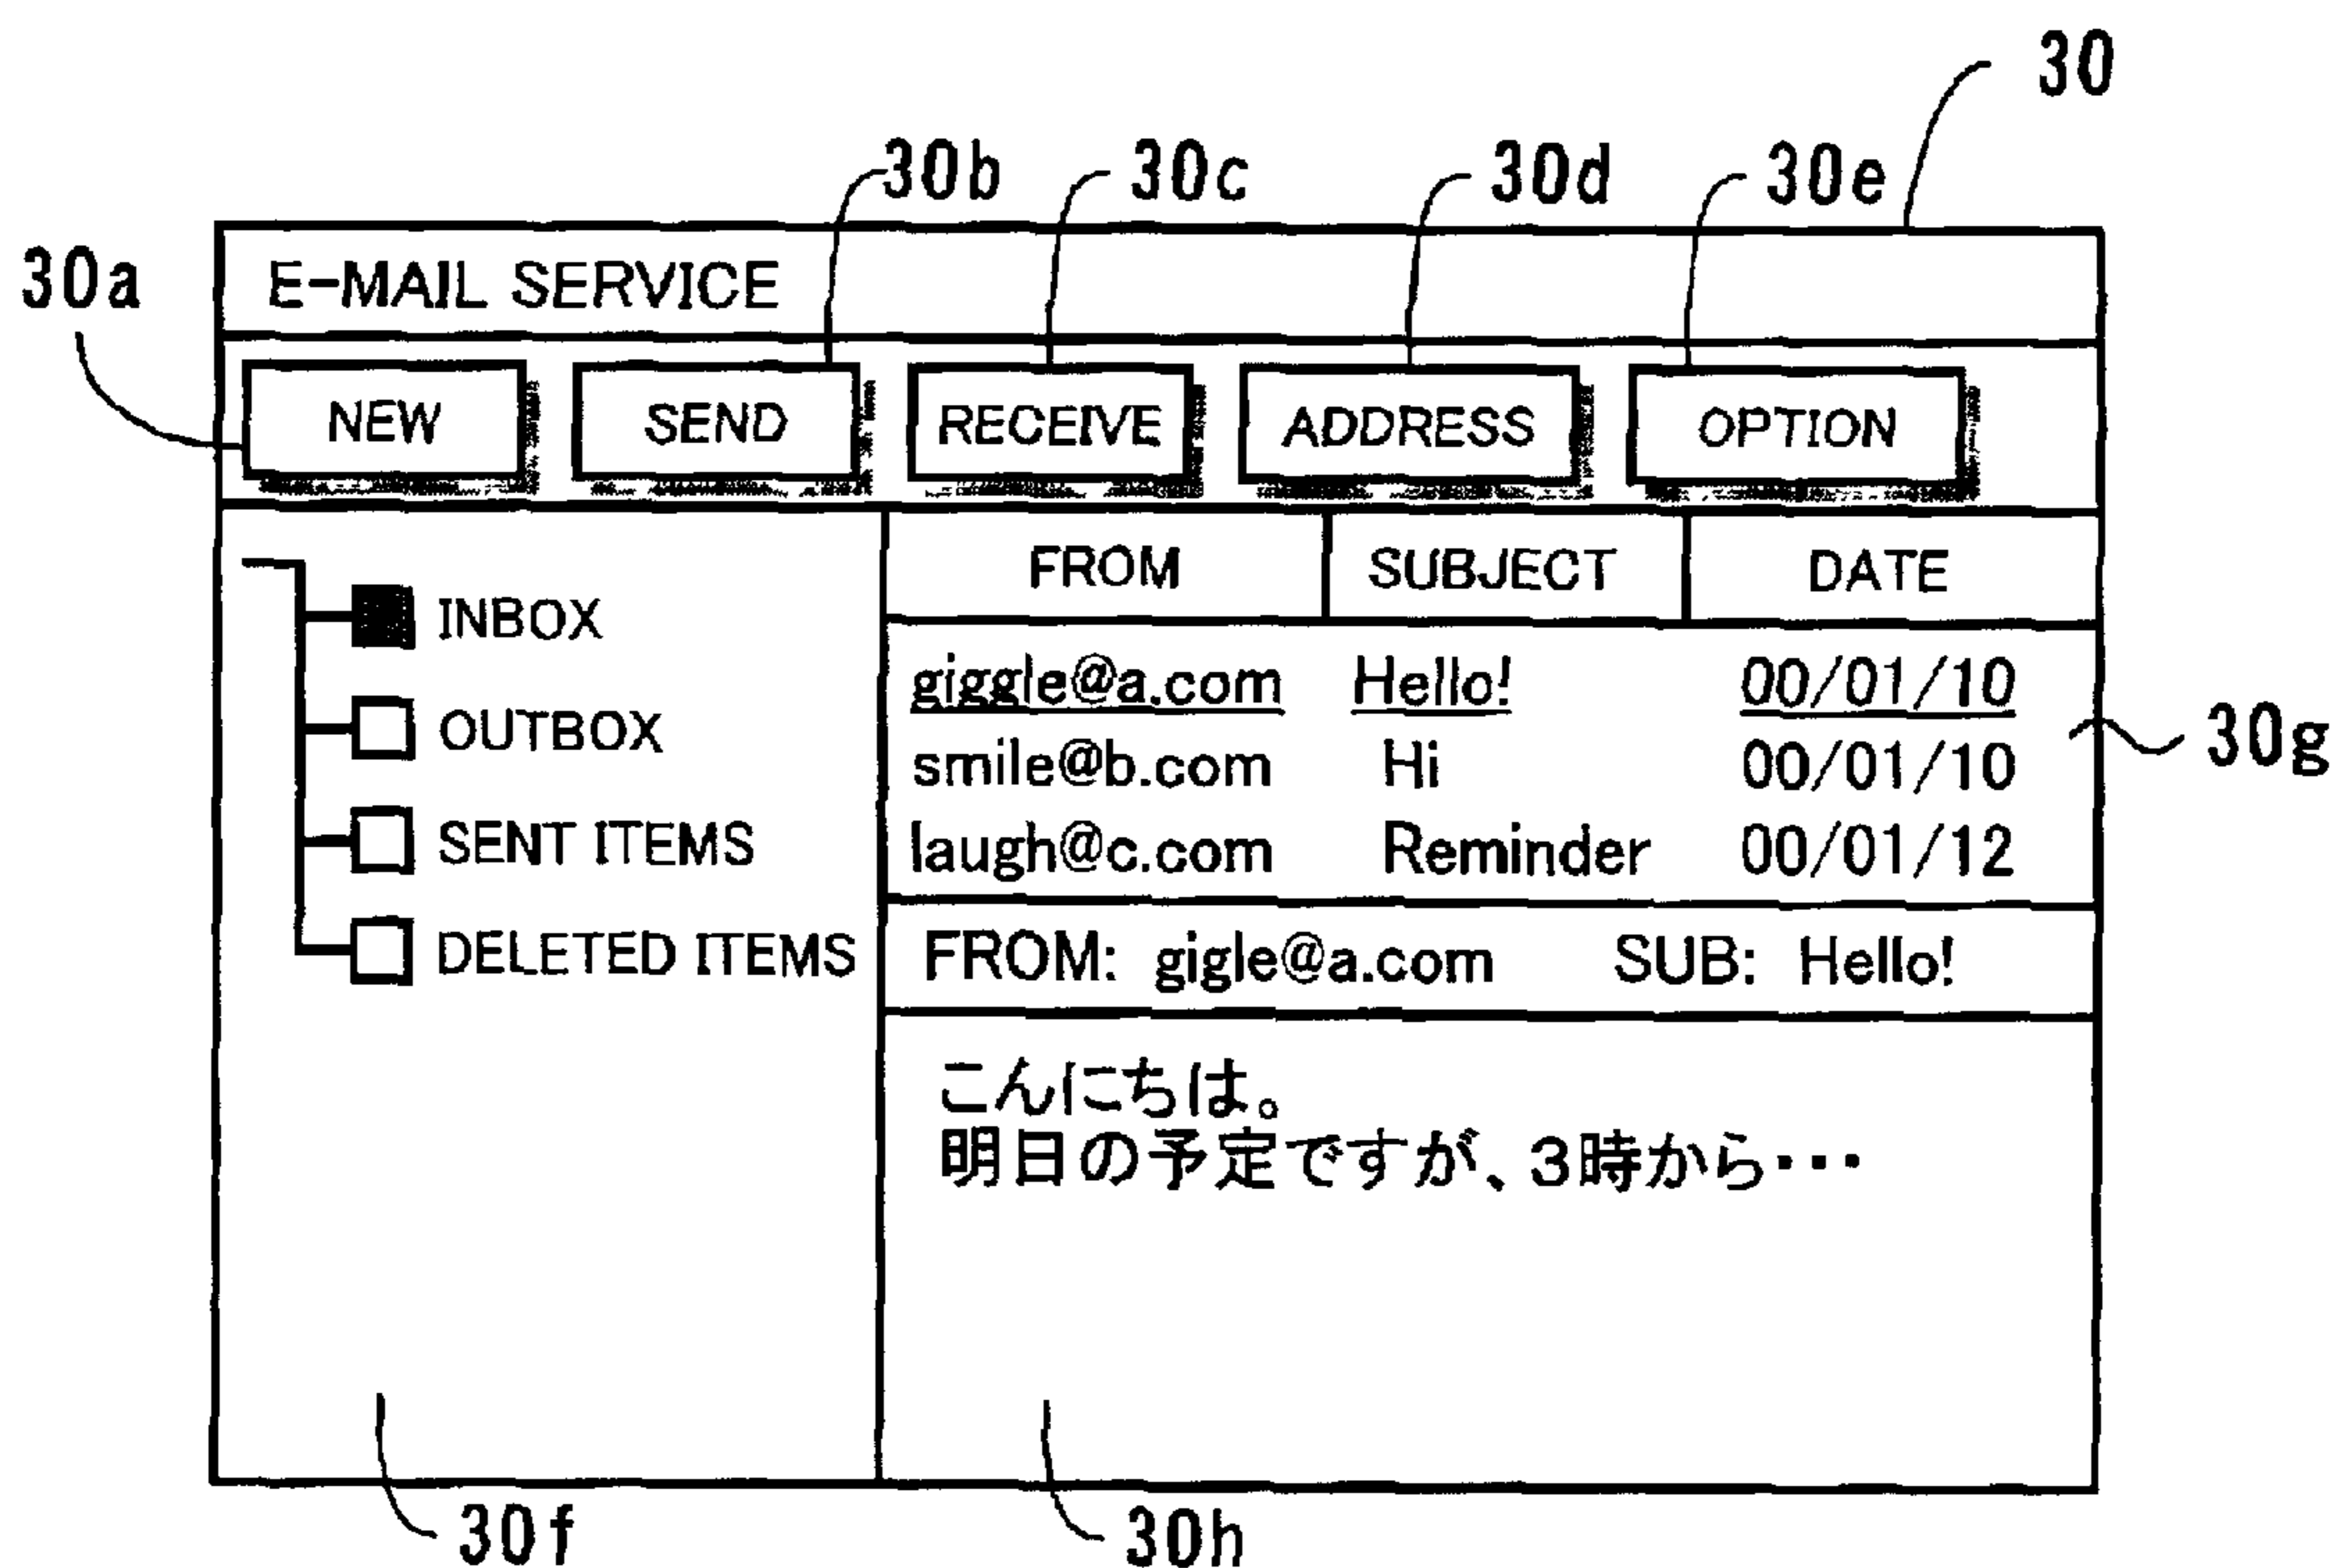 30
30b 30c 30d 30e
30a
E-MAIL SERVICE
NEW SEND RECEIVE ADDRESS OPTION
FROM SUBJECT DATE
INBOX
OUTBOX
SENT ITEMS
DELETED ITEMS
giggle@a.com Hello! 00/01/10
smile@b.com Hi 00/01/10
laugh@c.com Reminder 00/01/12
30g
FROM: gigle@a.com SUB: Hello!
こんにちは。
明日の予定ですが、3時から・・・
30f 30h